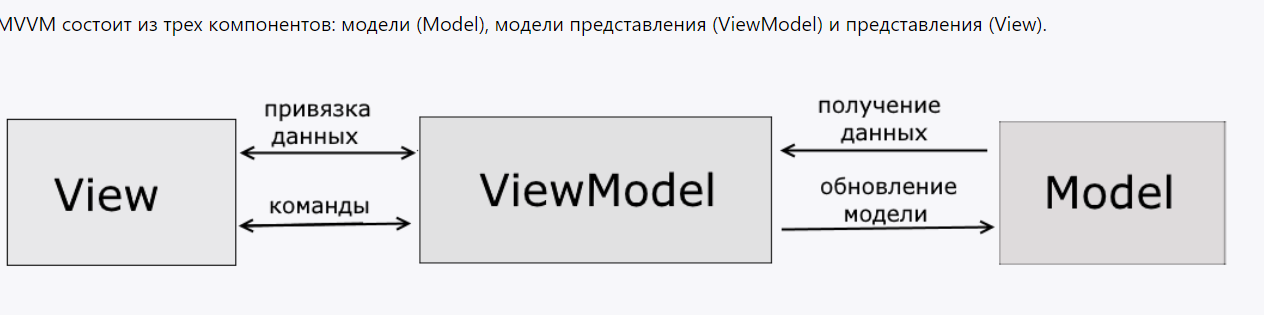 MVVM состоит из трех компонентов: модели (Model), модели представления (ViewModel) и представления (View).
привязка
данных
команды
View
ViewModel
получение
данных
обновление
модели
Model